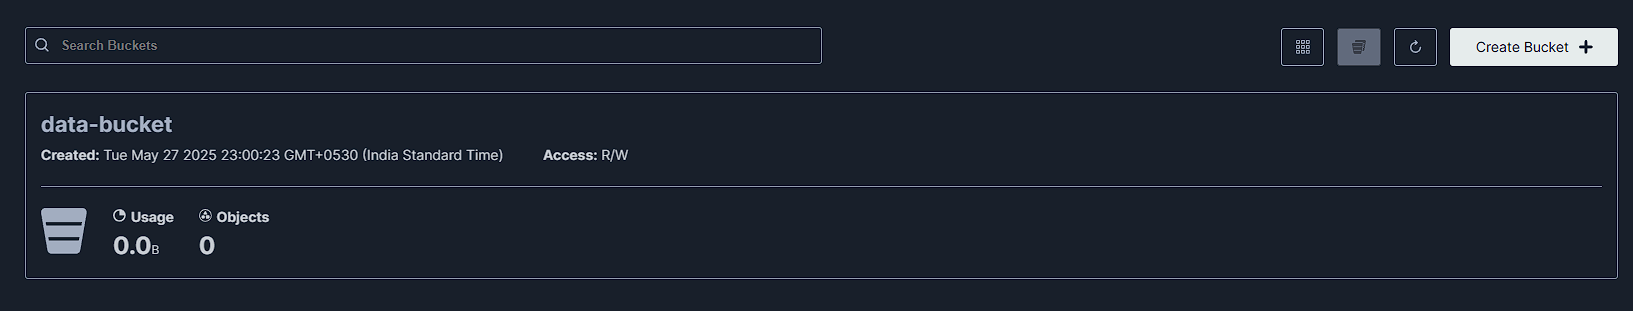 Search Buckets
Create Bucket
data-bucket
Created: Tue May 27 2025 23:00:23 GMT+0530 (India Standard Time) Access: R/W
Usage Objects
0.0B 0